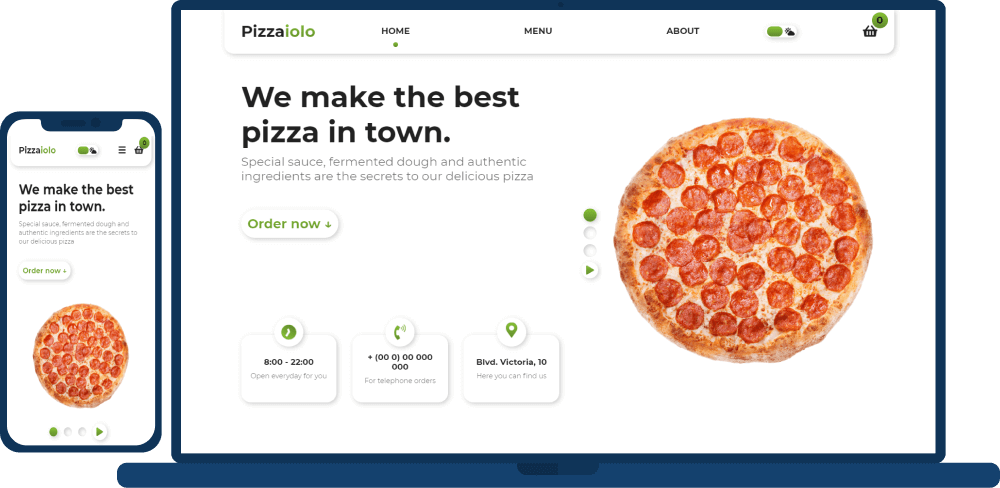 Pizzaiolo
HOME
MENU
ABOUT
0
We make the best
pizza in town.
Special sauce, fermented dough and authentic
ingredients are the secrets to our delicious pizza
Order now ↓
8:00 - 22:00
Open everyday for you
+ (00 0) 00 000
000
For telephone orders
Blvd. Victoria, 10
Here you can find us
Pizzaiolo
0
We make the best
pizza in town.
Special sauce, fermented dough and
authentic ingredients are the secrets to
our delicious pizza
Order now ↓